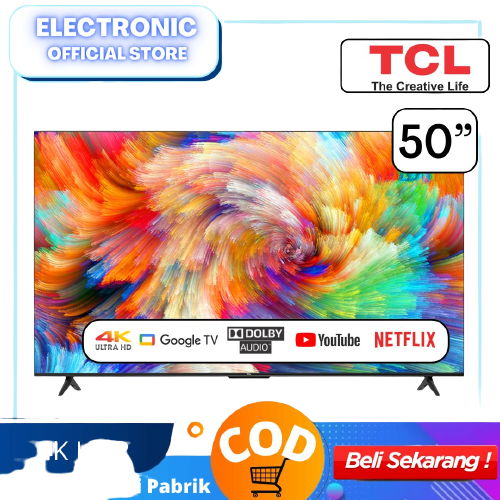 ELECTRONIC
OFFICIAL STORE
TCL
The Creative Life
50”
4K
ULTRA HD
Google TV
DOLBY
AUDIO™
YouTube
NETFLIX
COD
Pabrik
Beli Sekarang !